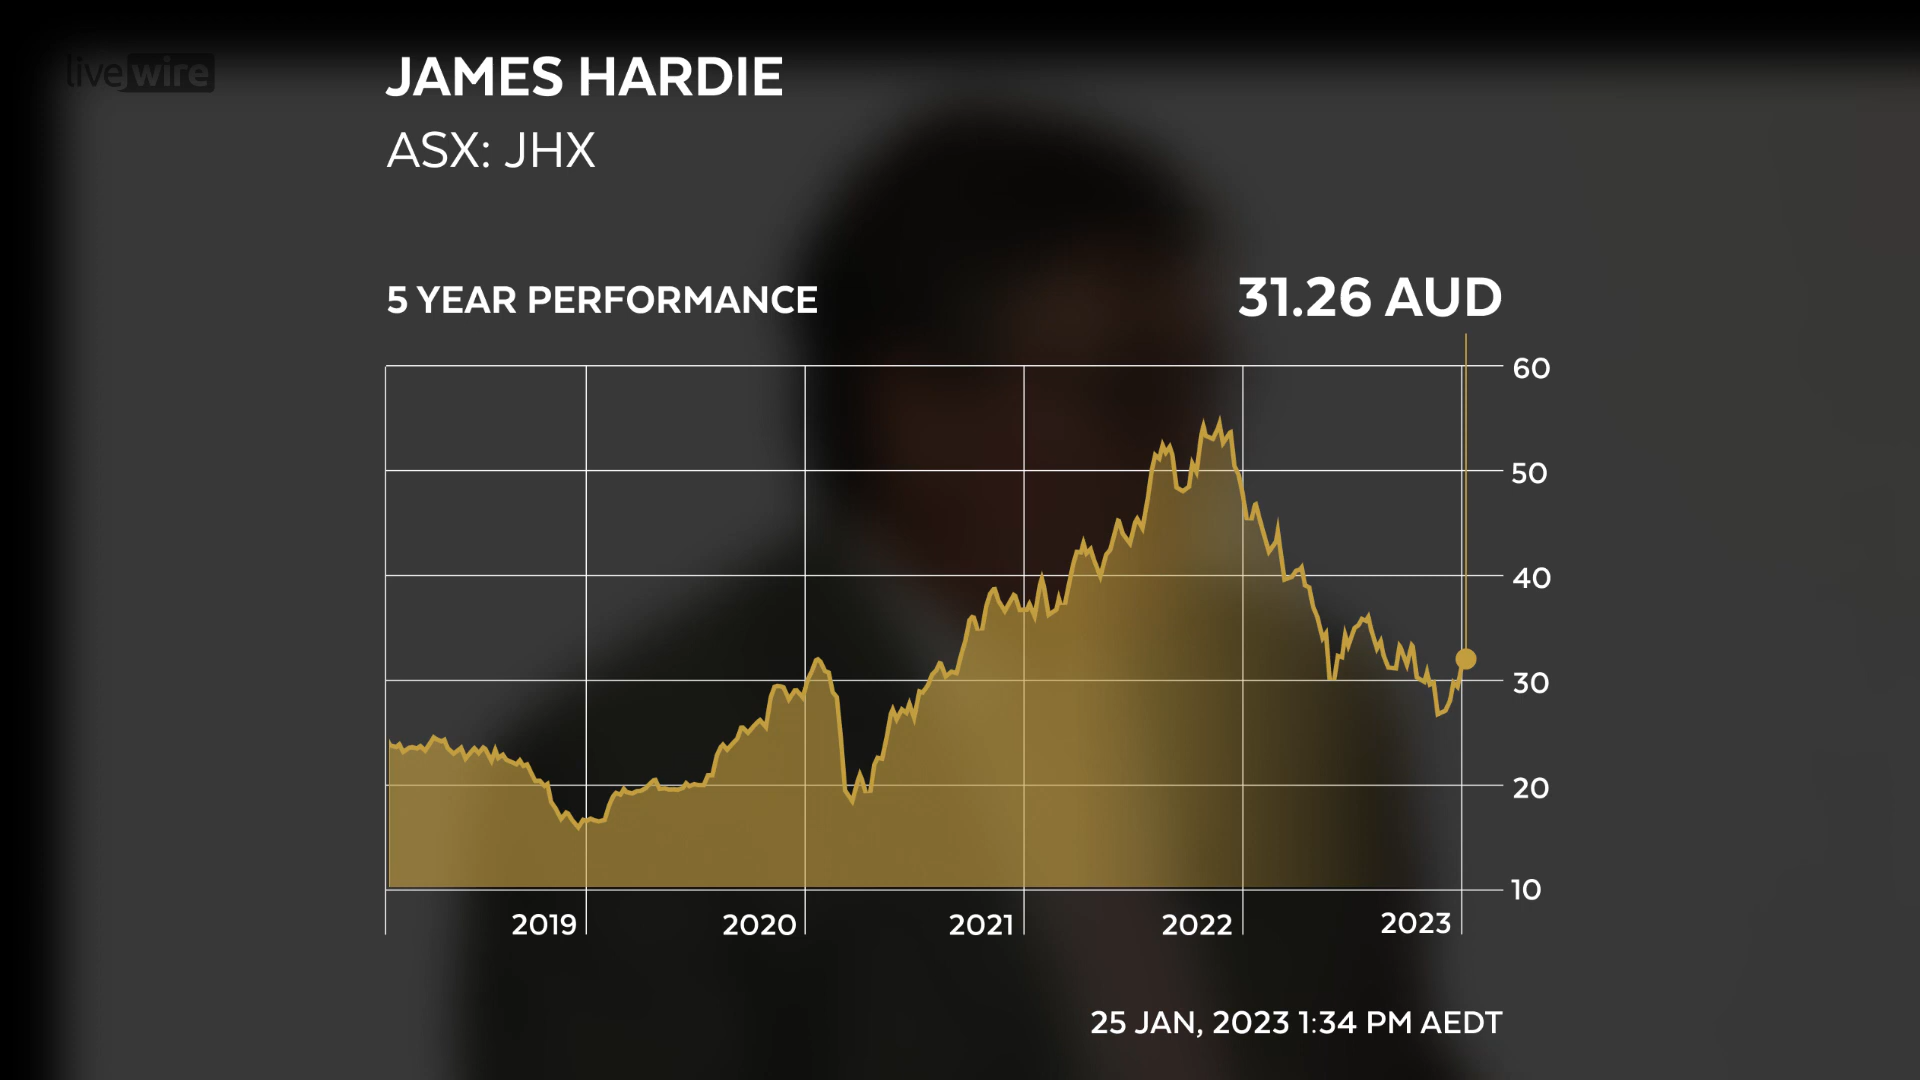 livewire
JAMES HARDIE
ASX: JHX
5 YEAR PERFORMANCE
31.26 AUD
60
50
40
30
20
10
2019 2020 2021 2022 2023
25 JAN, 2023 1:34 PM AEDT